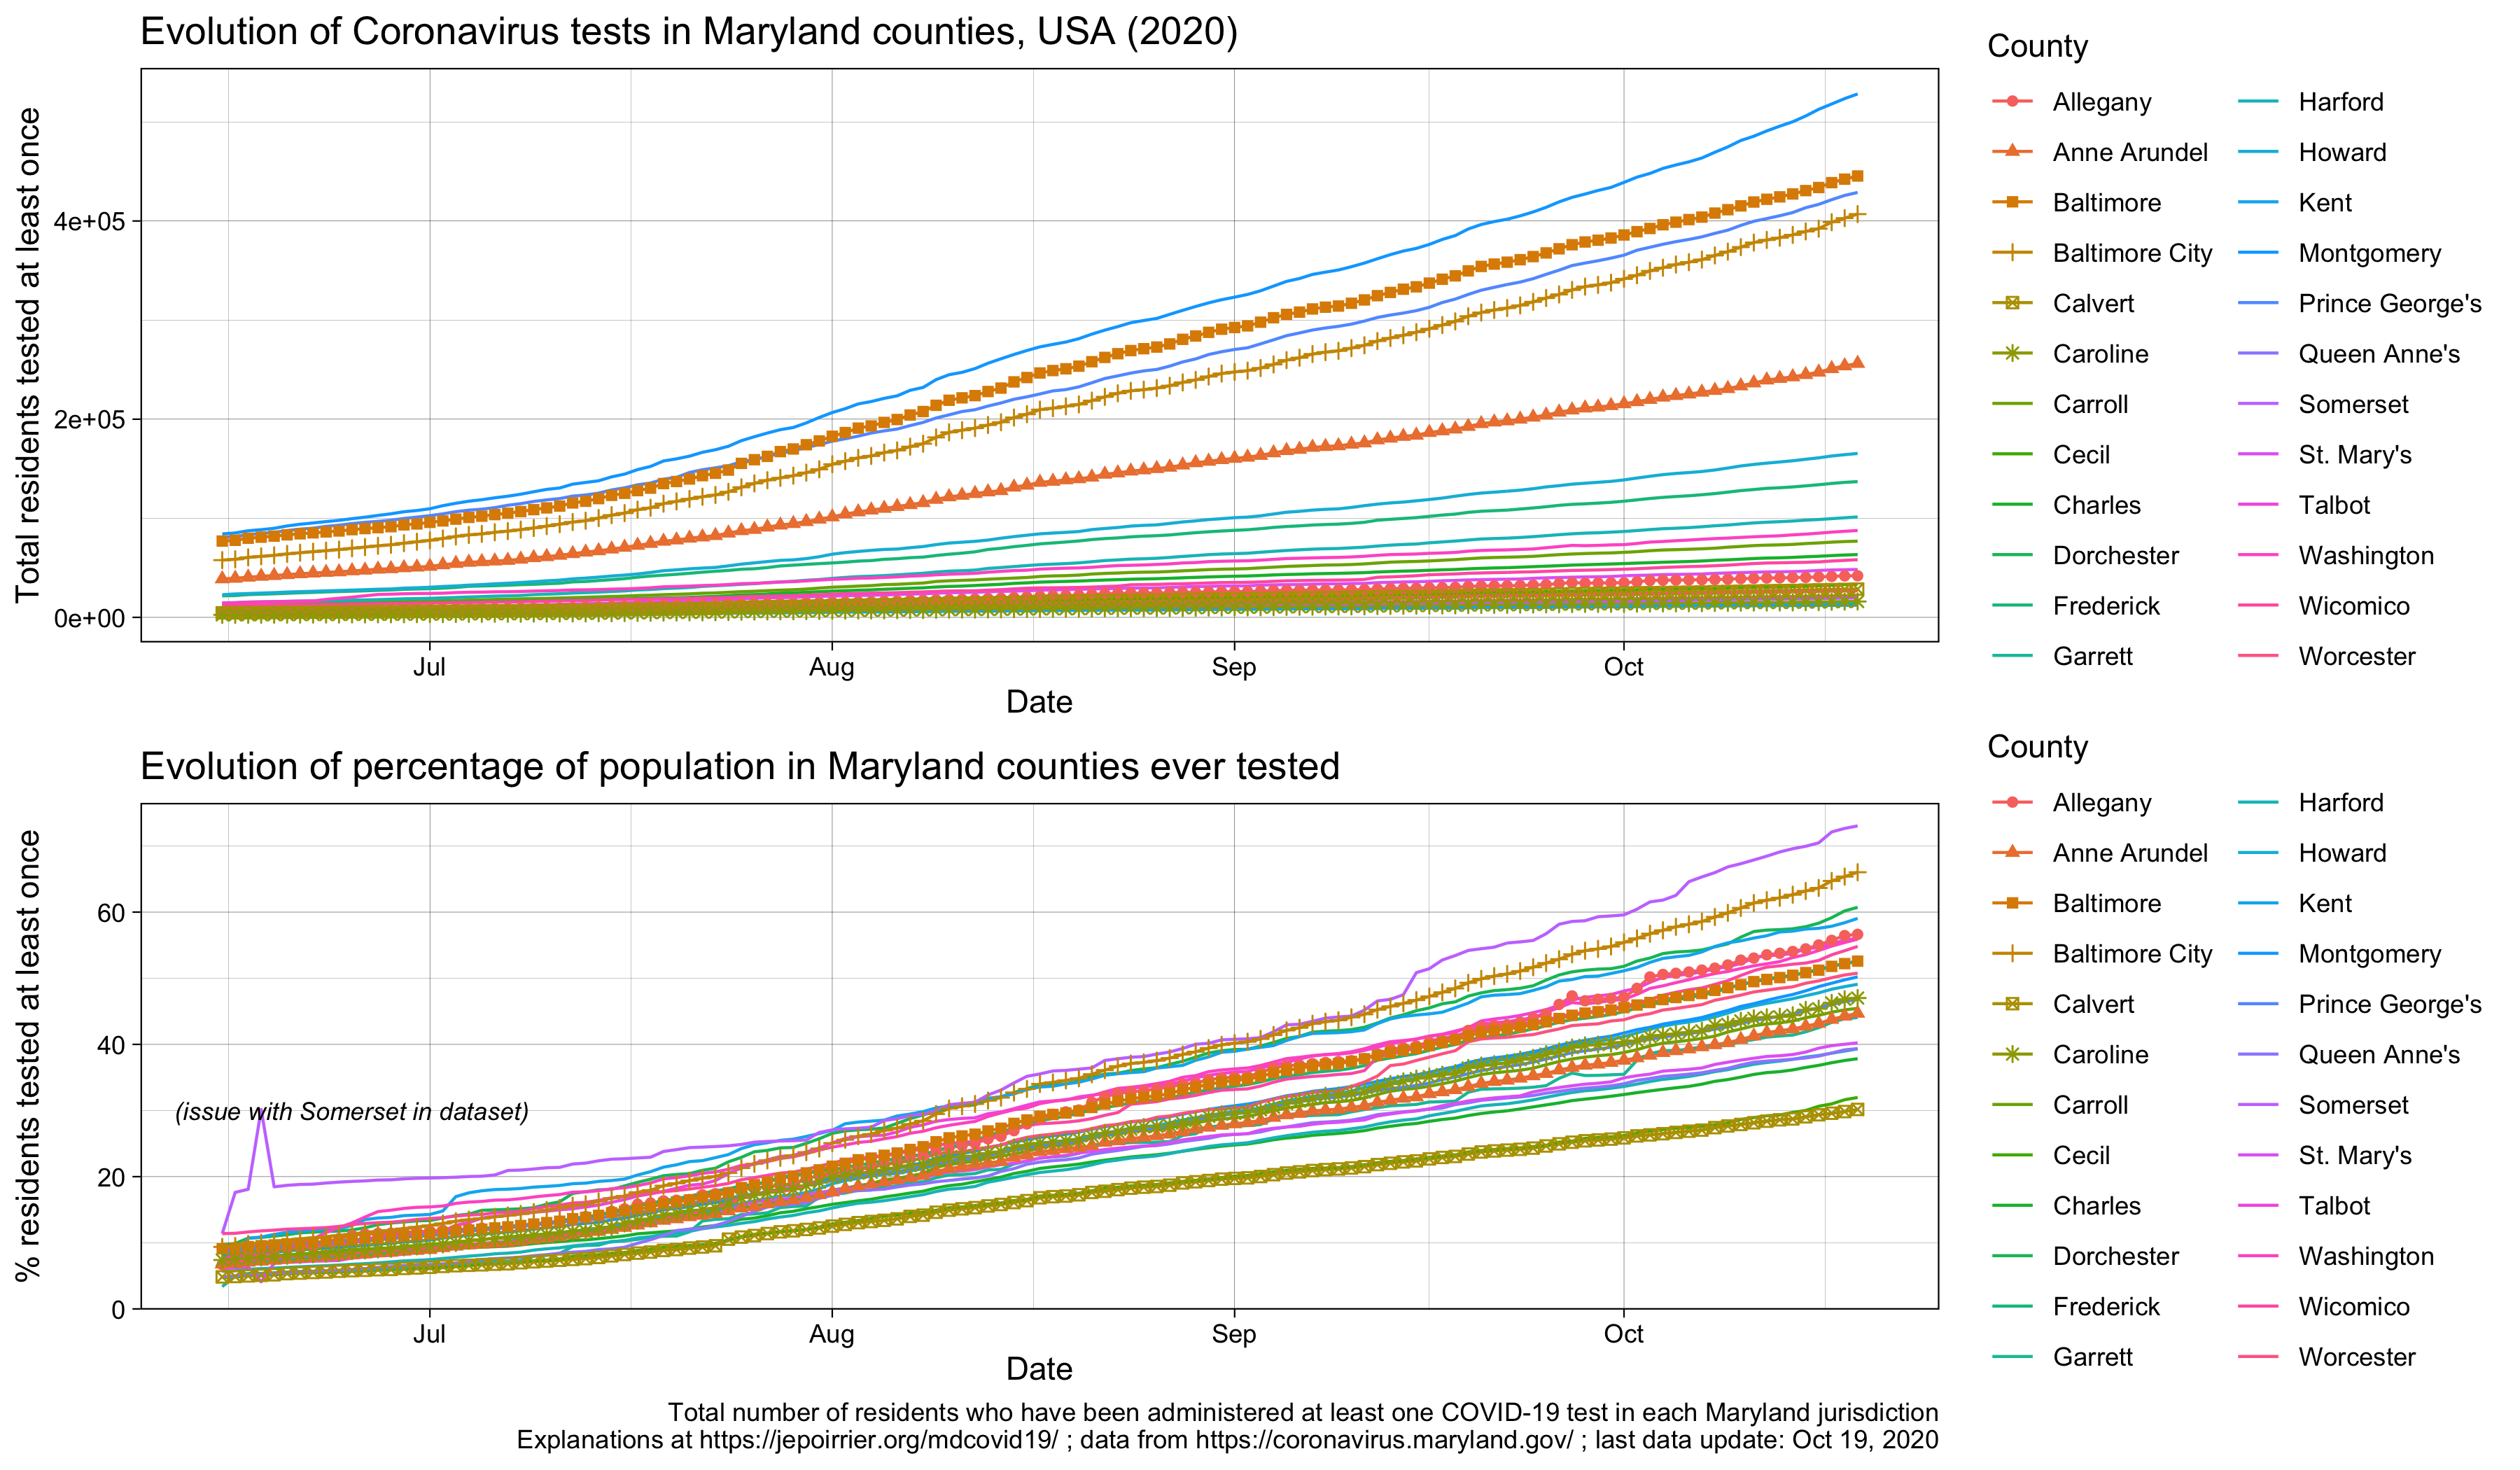 Evolution of Coronavirus tests in Maryland counties, USA (2020)
Total residents tested at least once
4e+05
2e+05
0e+00
Jul Aug Sep Oct
Date
County
Allegany Harford
Anne Arundel Howard
Baltimore Kent
Baltimore City Montgomery
Calvert Prince George's
Caroline Queen Anne's
Carroll Somerset
Cecil St. Mary's
Charles Talbot
Dorchester Washington
Frederick Wicomico
Garrett Worcester
Evolution of percentage of population in Maryland counties ever tested
% residents tested at least once
60
40
20
0
(issue with Somerset in dataset)
Jul Aug Sep Oct
Date
County
Allegany Harford
Anne Arundel Howard
Baltimore Kent
Baltimore City Montgomery
Calvert Prince George's
Caroline Queen Anne's
Carroll Somerset
Cecil St. Mary's
Charles Talbot
Dorchester Washington
Frederick Wicomico
Garrett Worcester
Total number of residents who have been administered at least one COVID-19 test in each Maryland jurisdiction
Explanations at https://jepoirrier.org/mdcovid19/ ; data from https://coronavirus.maryland.gov/ ; last data update: Oct 19, 2020